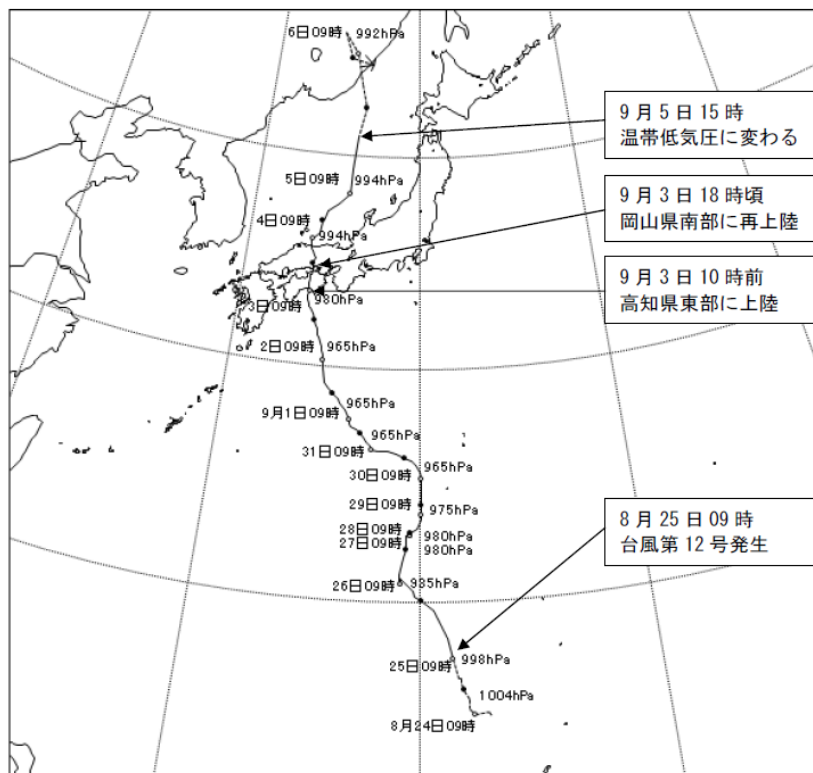 6日09時 992hPa
9月5日15時
温帯低気圧に変わる
5日09時 994hPa
9月3日18時頃
岡山県南部に再上陸
4日09時
994hPa
9月3日10時前
高知県東部に上陸
3日09時 980hPa
2日09時 965hPa
965hPa
9月1日09時
965hPa
31日09時
965hPa
30日09時
29日09時
975hPa
8月25日09時
台風第12号発生
28日09時
980hPa
27日09時
980hPa
26日09時 985hPa
998hPa
25日09時
1004hPa
8月24日09時